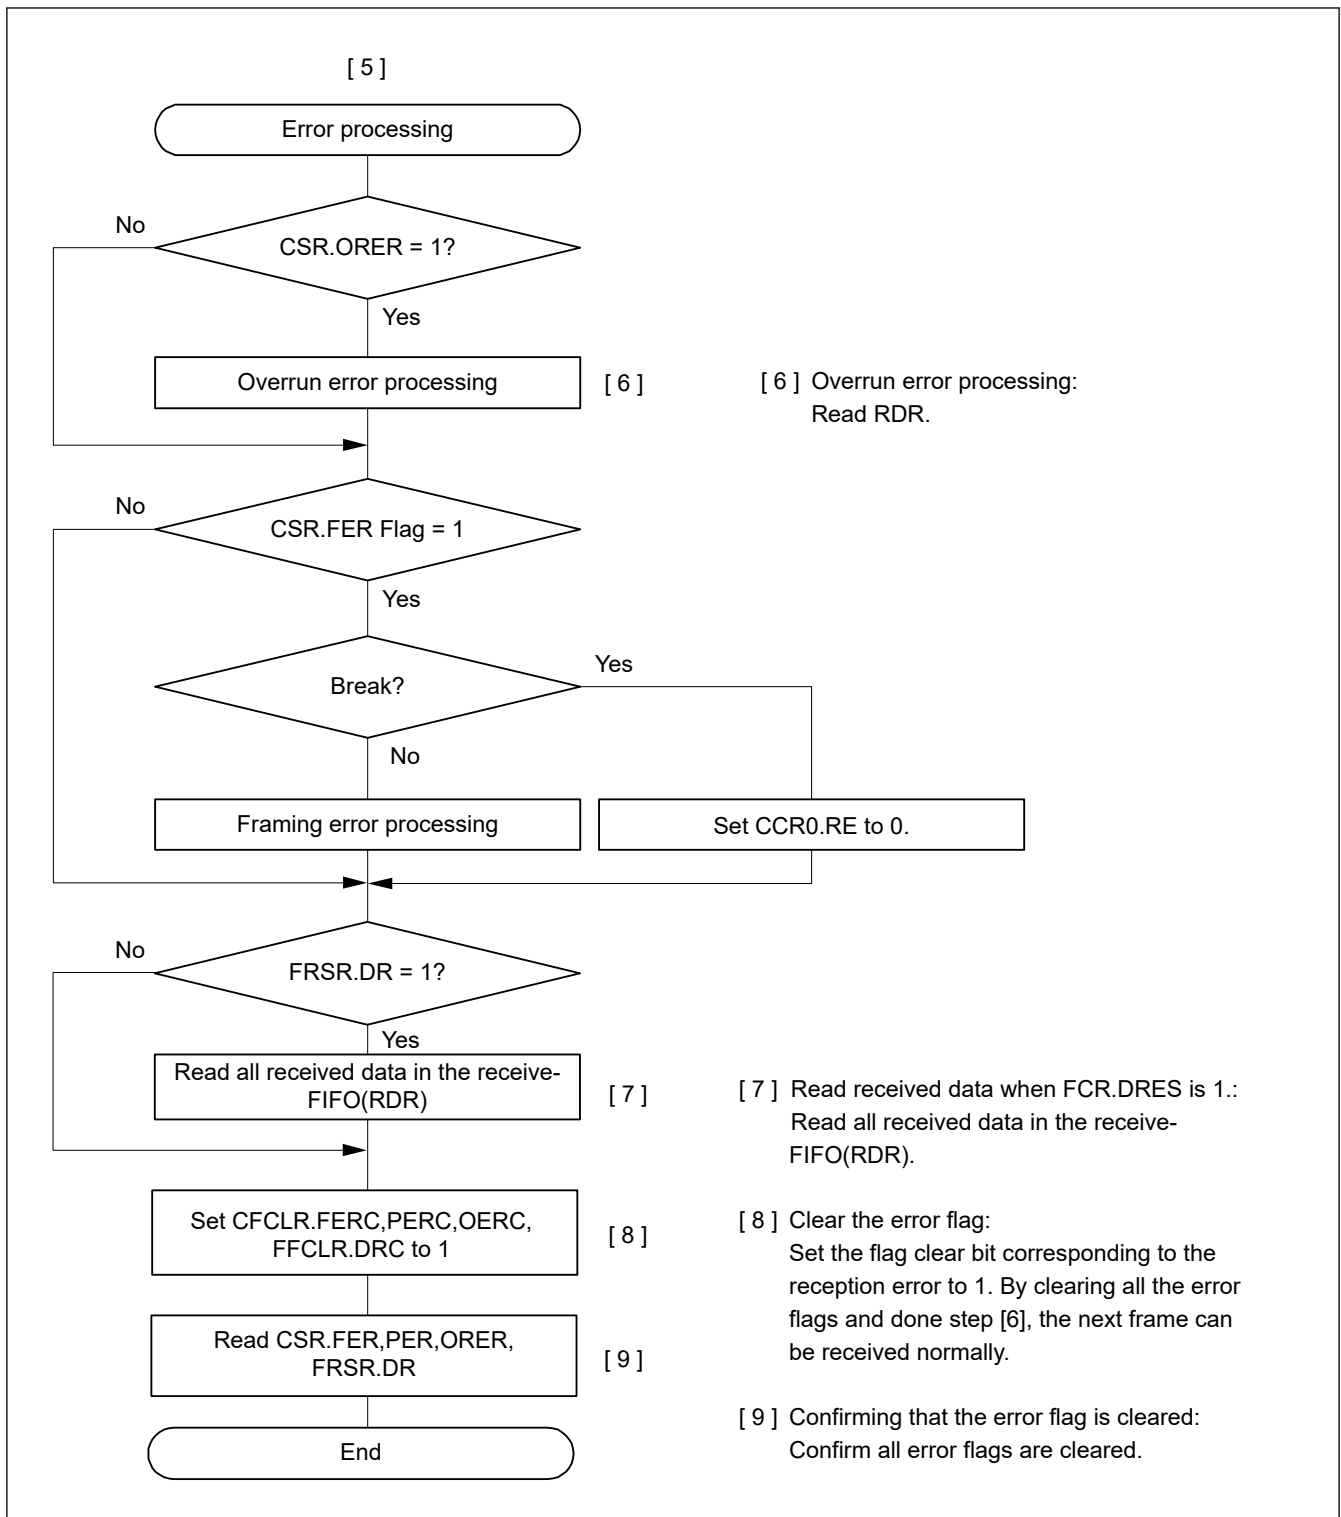 [ 5 ]
Error processing
No
CSR.ORER = 1?
Yes
Overrun error processing
[ 6 ]
[ 6 ] Overrun error processing:
Read RDR.
No
CSR.FER Flag = 1
Yes
Break?
Yes
No
Framing error processing
Set CCR0.RE to 0.
No
FRSR.DR = 1?
Yes
Read all received data in the receive-
FIFO(RDR)
[ 7 ]
[ 7 ] Read received data when FCR.DRES is 1.:
Read all received data in the receive-
FIFO(RDR).
Set CFCLR.FERC,PERC,OERC,
FFCLR.DRC to 1
[ 8 ]
[ 8 ] Clear the error flag:
Set the flag clear bit corresponding to the
reception error to 1. By clearing all the error
flags and done step [6], the next frame can
be received normally.
Read CSR.FER,PER,ORER,
FRSR.DR
[ 9 ]
[ 9 ] Confirming that the error flag is cleared:
Confirm all error flags are cleared.
End